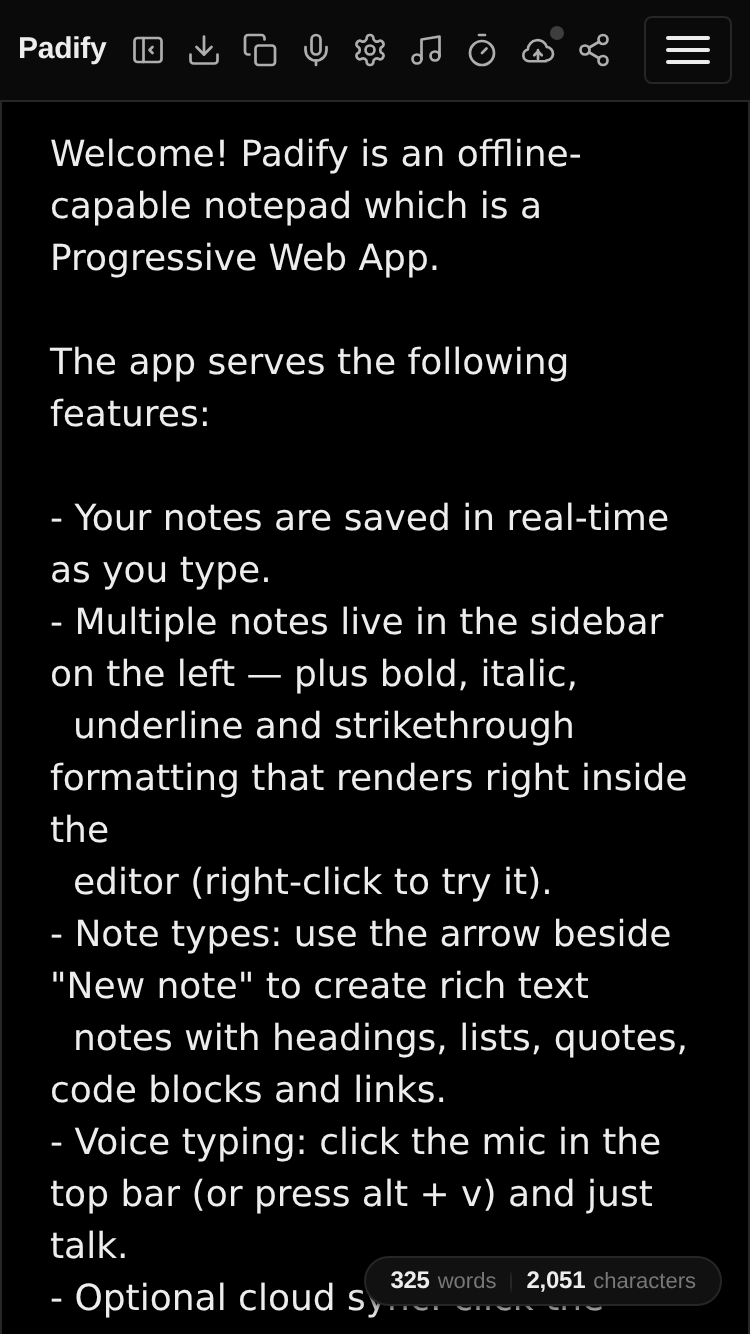 Padify
Welcome! Padify is an offline-
capable notepad which is a
Progressive Web App.
The app serves the following
features:
- Your notes are saved in real-time
as you type.
- Multiple notes live in the sidebar
on the left — plus bold, italic,
underline and strikethrough
formatting that renders right inside
the
editor (right-click to try it).
- Note types: use the arrow beside
"New note" to create rich text
notes with headings, lists, quotes,
code blocks and links.
- Voice typing: click the mic in the
top bar (or press alt + v) and just
talk.
- Optional cloud
325 words 2,051 characters